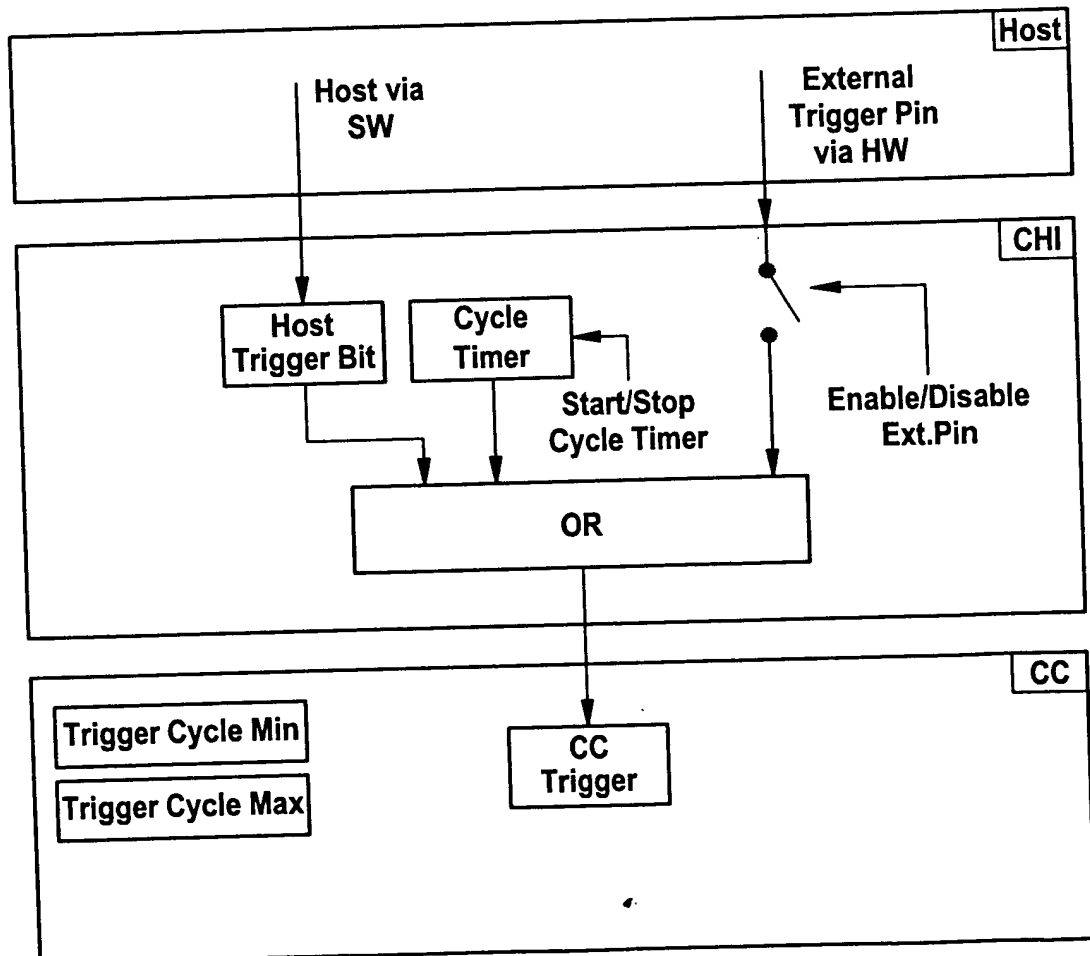 Host
Host via
SW
External
Trigger Pin
via HW
CHI
Host
Trigger Bit
Cycle
Timer
Start/Stop
Cycle Timer
Enable/Disable
Ext.Pin
OR
CC
Trigger Cycle Min
Trigger Cycle Max
CC
Trigger